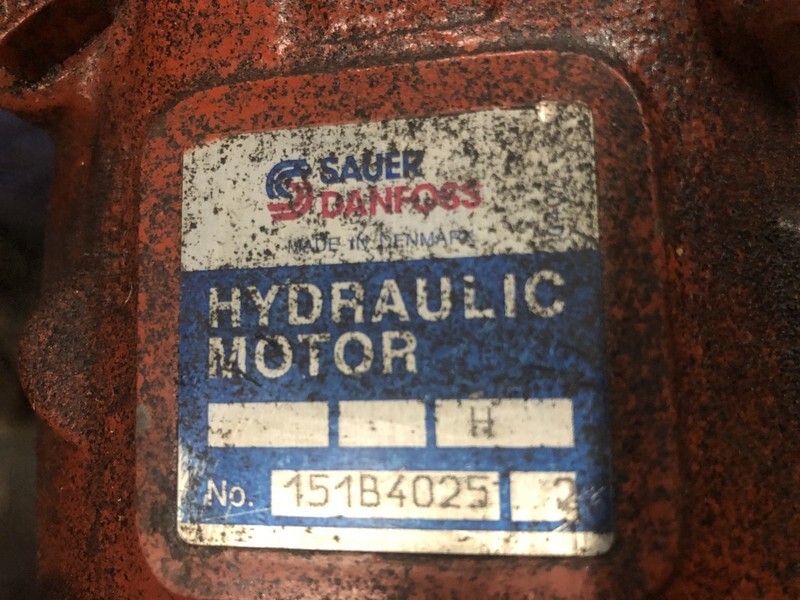 SAUER
DANFOSS
MADE IN DENMARK
HYDRAULIC
MOTOR
H
No. 151B4025 2